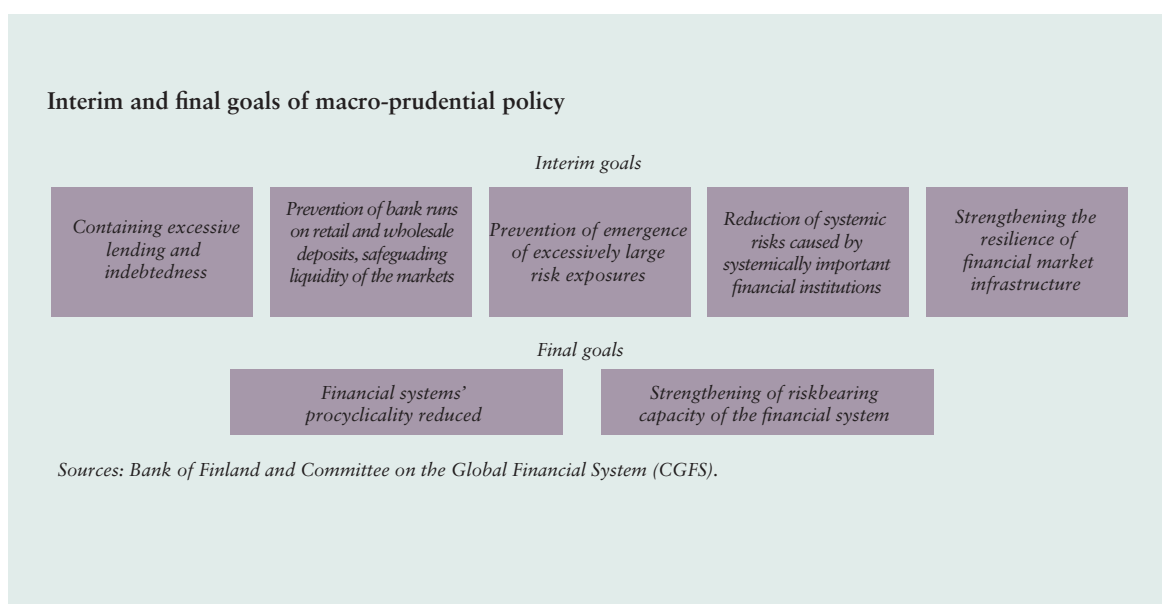 Interim and final goals of macro-prudential policy
Interim goals
Containing excessive
lending and
indebtedness
Prevention of bank runs
on retail and wholesale
deposits, safeguading
liquidity of the markets
Prevention of emergence
of excessively large
risk exposures
Reduction of systemic
risks caused by
systemically important
financial institutions
Strengthening the
resilience of
financial market
infrastructure
Final goals
Financial systems’
procyclicality reduced
Strengthening of riskbearing
capacity of the financial system
Sources: Bank of Finland and Committee on the Global Financial System (CGFS).